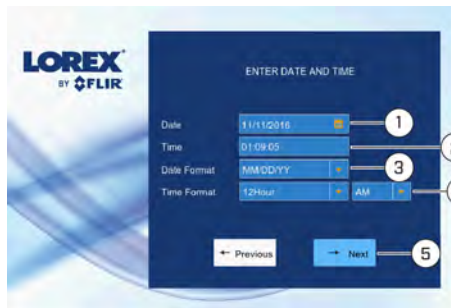 LOREX
BY FLIR
ENTER DATE AND TIME
Date 11/11/2016 1
Time 01:09:05
Date Format MM/DD/YY 3
Time Format 12Hour AM
← Previous → Next 5